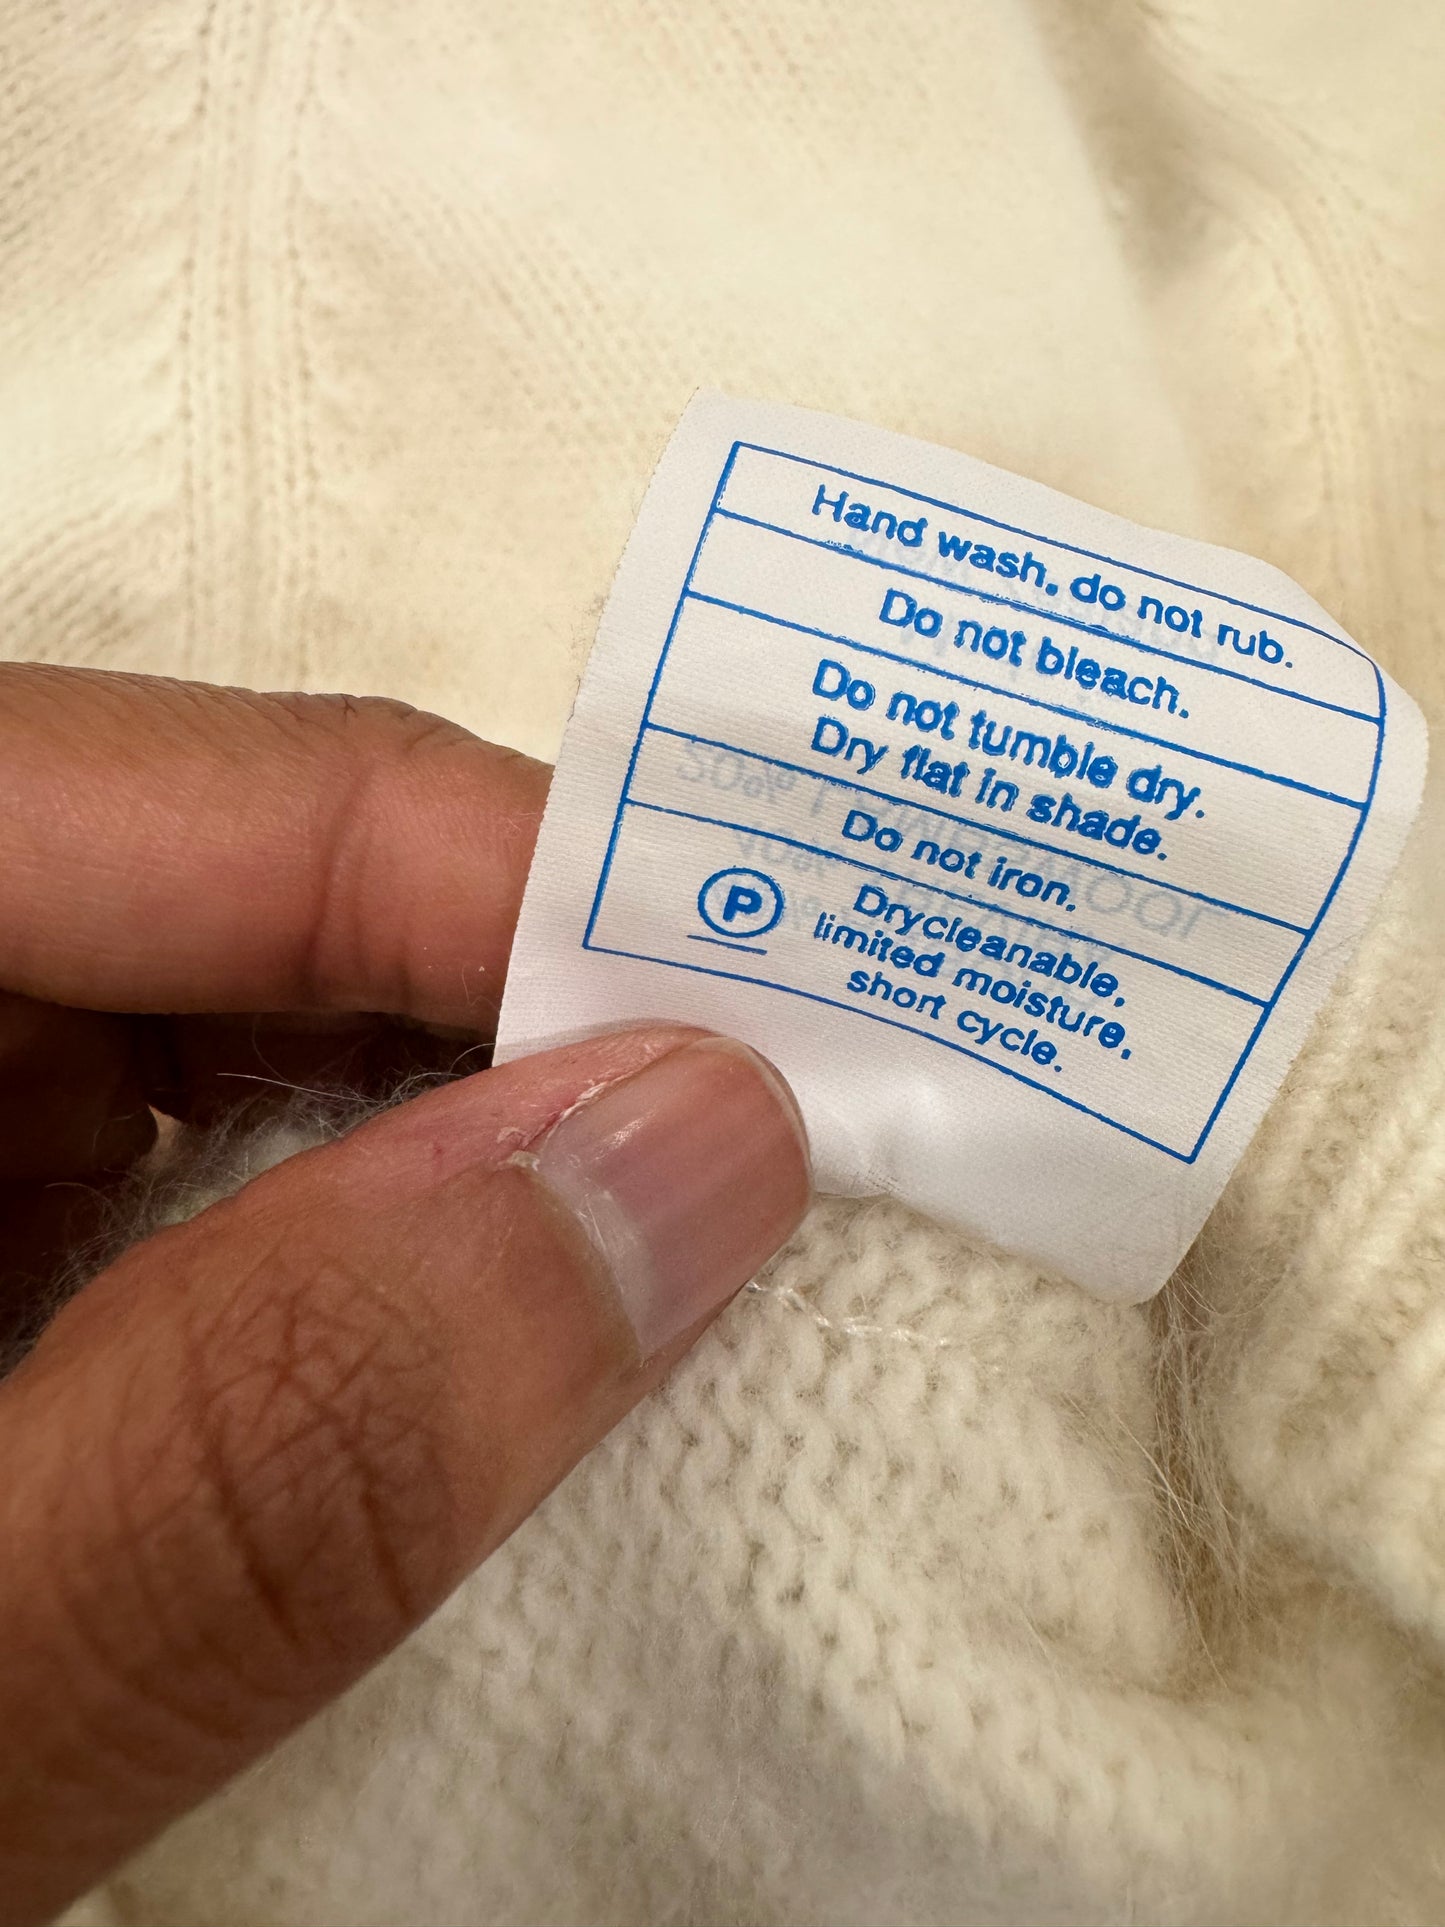 Hand wash, do not rub.
Do not bleach.
Do not tumble dry.
Dry flat in shade.
Do not iron.
P
Drycleanable,
limited moisture,
short cycle.